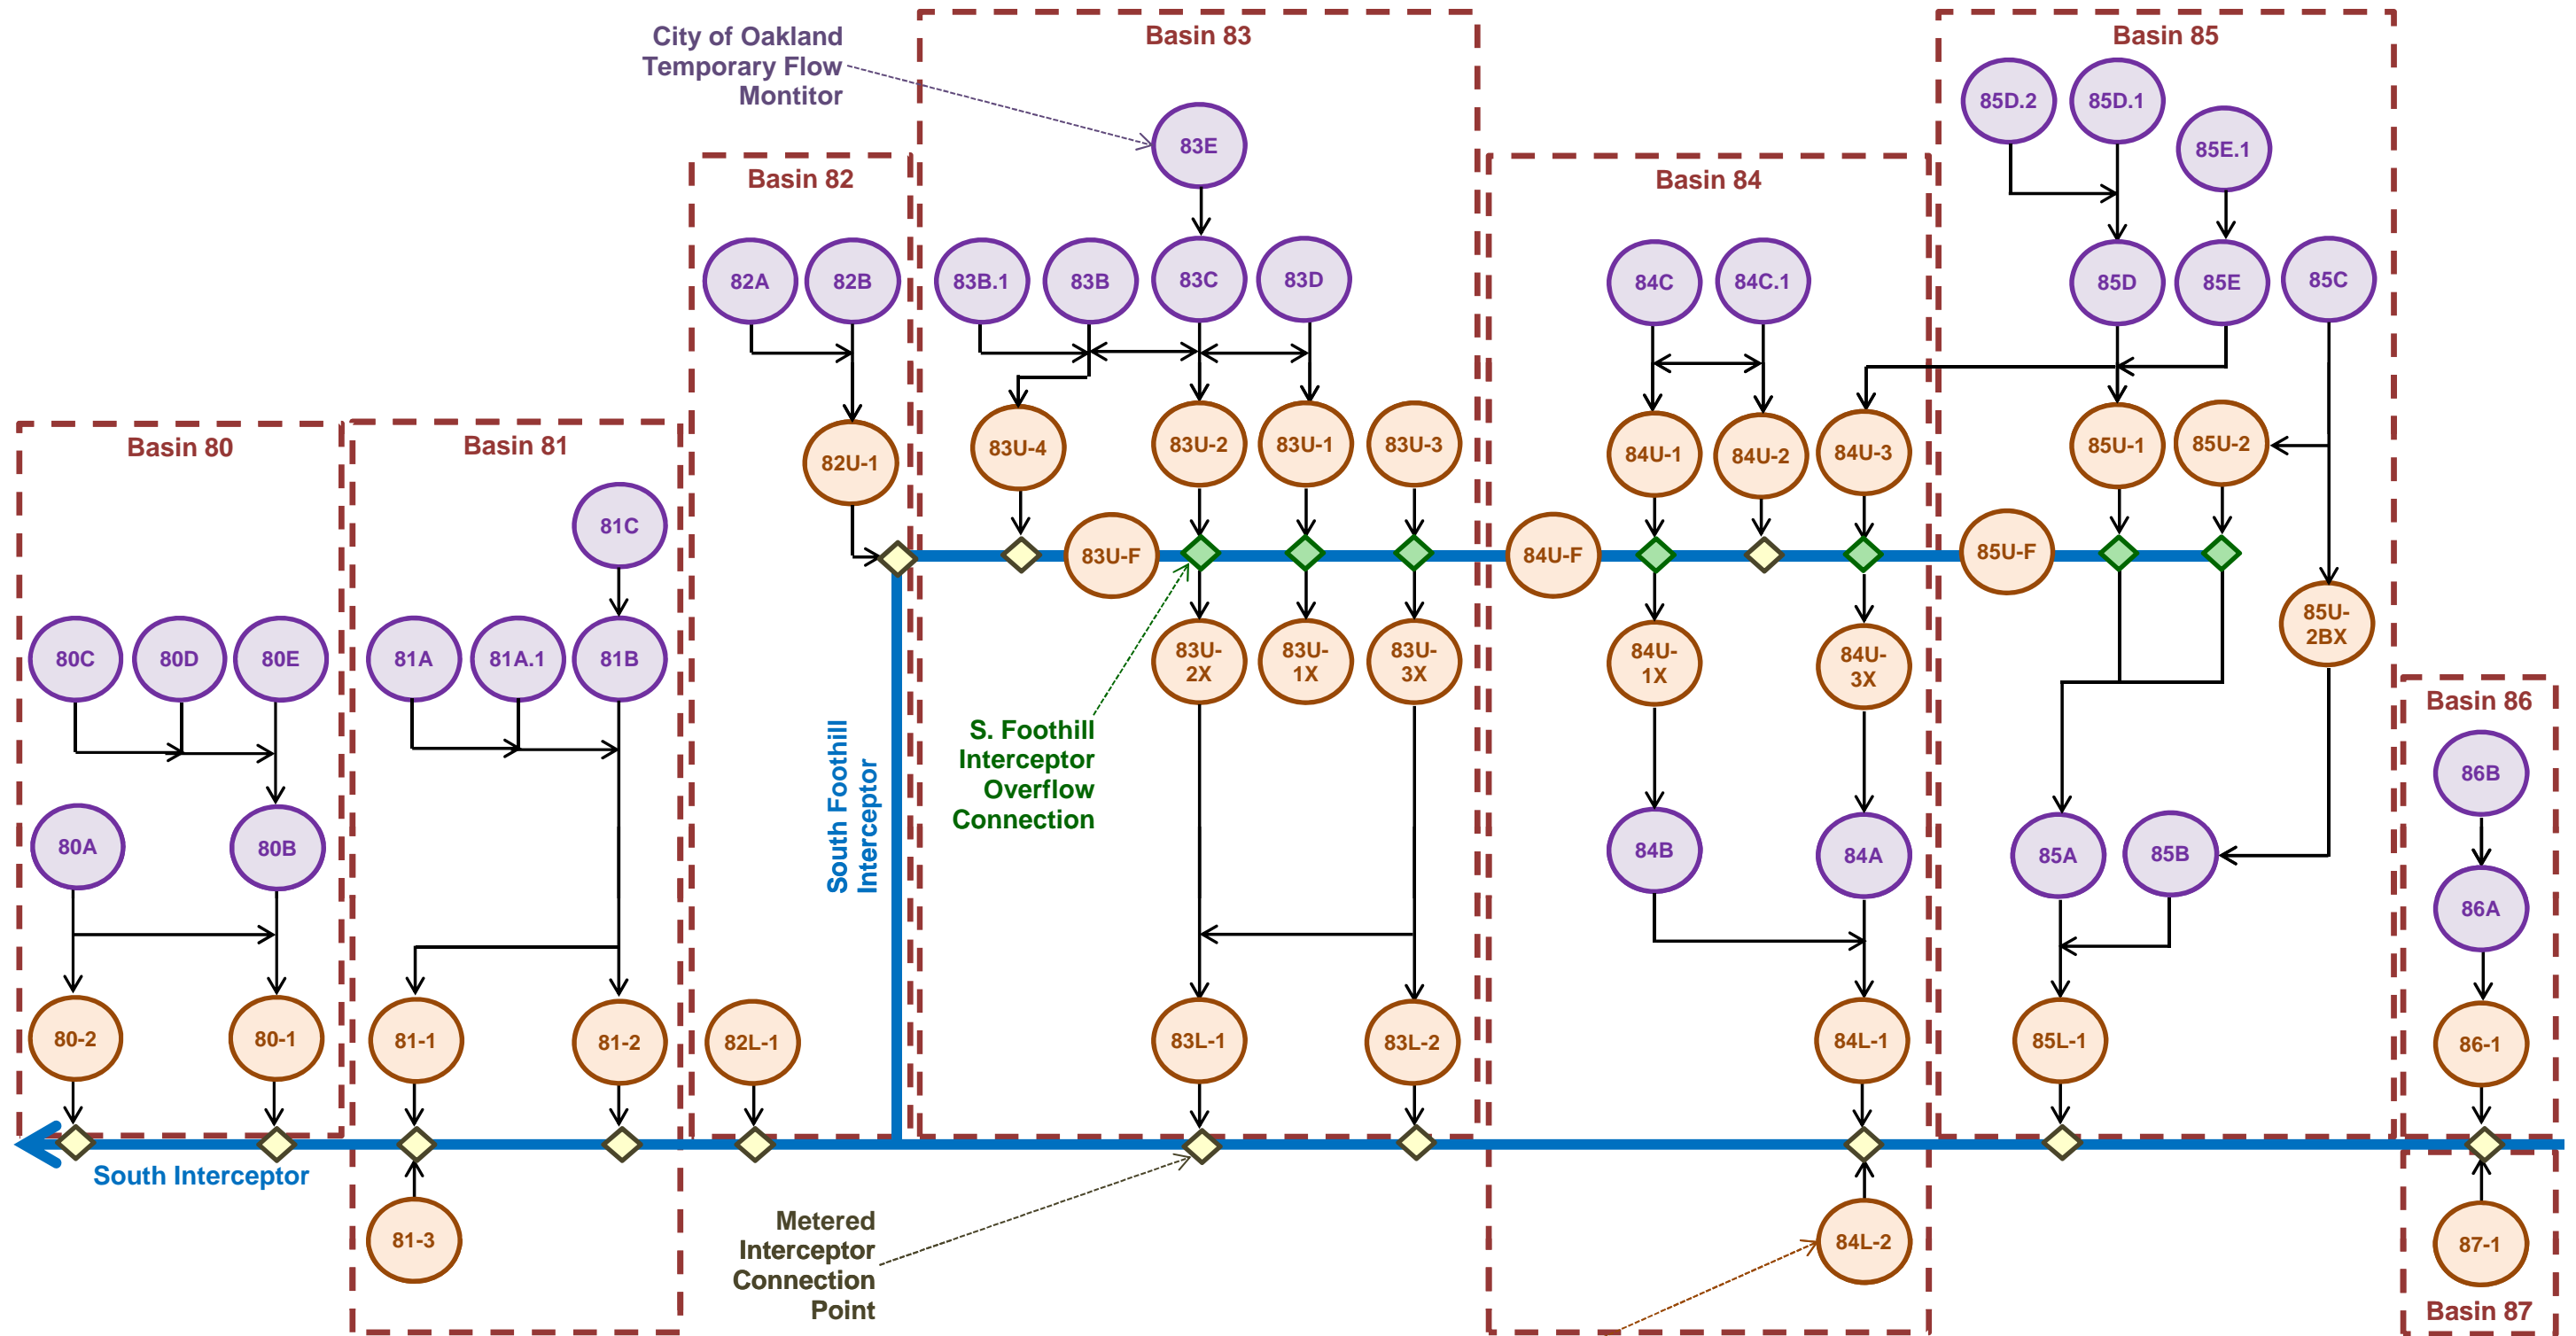 City of Oakland
Temporary Flow
Montitor
Basin 83
Basin 85
85D.2
85D.1
83E
85E.1
Basin 82
Basin 84
82A
82B
83B.1
83B
83C
83D
84C
84C.1
85D
85E
85C
Basin 80
Basin 81
82U-1
83U-4
83U-2
83U-1
83U-3
84U-1
84U-2
84U-3
85U-1
85U-2
81C
83U-F
84U-F
85U-F
85U-
2BX
80C
80D
80E
81A
81A.1
81B
83U-
2X
83U-
1X
83U-
3X
84U-
1X
84U-
3X
Basin 86
South Foothill
Interceptor
S. Foothill
Interceptor
Overflow
Connection
86B
80A
80B
84B
84A
85A
85B
86A
80-2
80-1
81-1
81-2
82L-1
83L-1
83L-2
84L-1
85L-1
86-1
South Interceptor
81-3
Metered
Interceptor
Connection
Point
84L-2
87-1
Basin 87